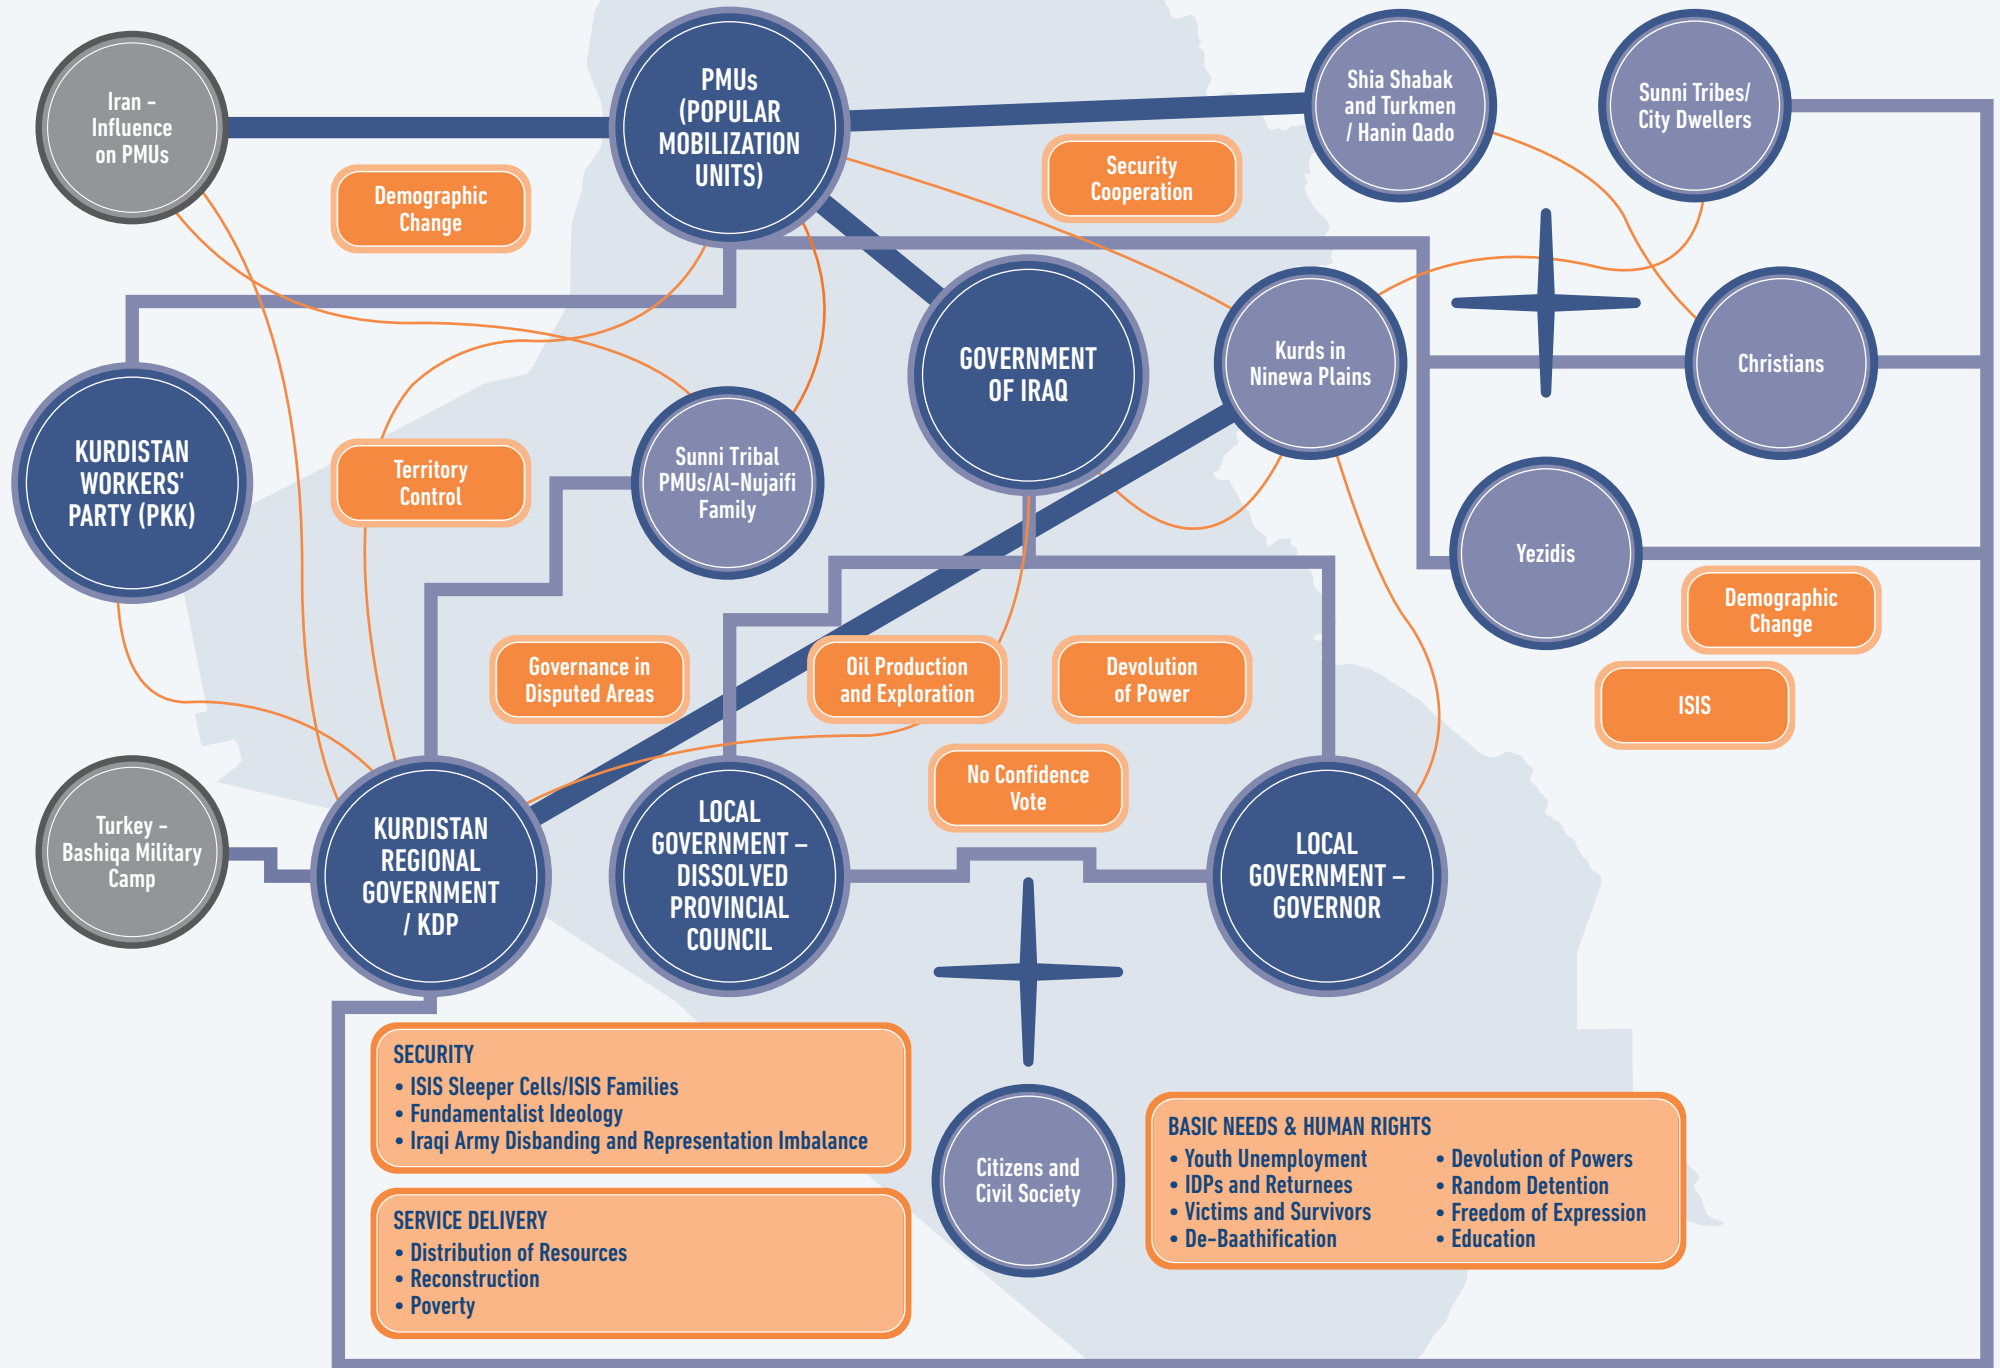 Iran –
Influence
on PMUs
PMUs
(POPULAR
MOBILIZATION
UNITS)
Shia Shabak
and Turkmen
/ Hanin Qado
Sunni Tribes/
City Dwellers
Demographic
Change
Security
Cooperation
GOVERNMENT
OF IRAQ
Kurds in
Ninewa Plains
Christians
KURDISTAN
WORKERS'
PARTY (PKK)
Territory
Control
Sunni Tribal
PMUs/Al-Nujaifi
Family
Yezidis
Demographic
Change
Governance in
Disputed Areas
Oil Production
and Exploration
Devolution
of Power
ISIS
No Confidence
Vote
Turkey –
Bashiqa Military
Camp
KURDISTAN
REGIONAL
GOVERNMENT
/ KDP
LOCAL
GOVERNMENT –
DISSOLVED
PROVINCIAL
COUNCIL
LOCAL
GOVERNMENT –
GOVERNOR
SECURITY
• ISIS Sleeper Cells/ISIS Families
• Fundamentalist Ideology
• Iraqi Army Disbanding and Representation Imbalance
SERVICE DELIVERY
• Distribution of Resources
• Reconstruction
• Poverty
Citizens and
Civil Society
BASIC NEEDS & HUMAN RIGHTS
• Youth Unemployment
• IDPs and Returnees
• Victims and Survivors
• De-Baathification
• Devolution of Powers
• Random Detention
• Freedom of Expression
• Education